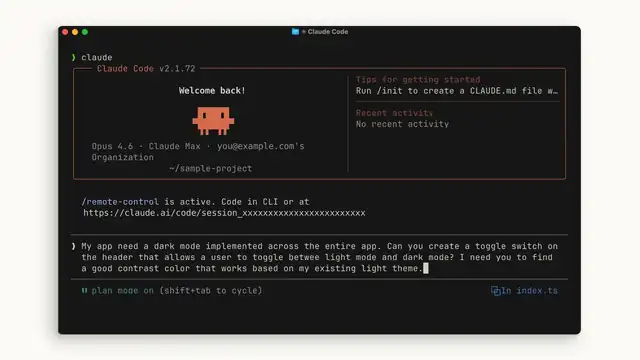 Claude Code
❯ claude
Claude Code v2.1.72
Welcome back!
Opus 4.6 · Claude Max · you@example.com's
Organization
~/sample-project
Tips for getting started
Run /init to create a CLAUDE.md file w…
Recent activity
No recent activity
/remote-control is active. Code in CLI or at
https://claude.ai/code/session_xxxxxxxxxxxxxxxxxxxxxxxx
❯ My app need a dark mode implemented across the entire app. Can you create a toggle switch on
the header that allows a user to toggle betwee light mode and dark mode? I need you to find
a good contrast color that works based on my existing light theme.
plan mode on (shift+tab to cycle)
In index.ts